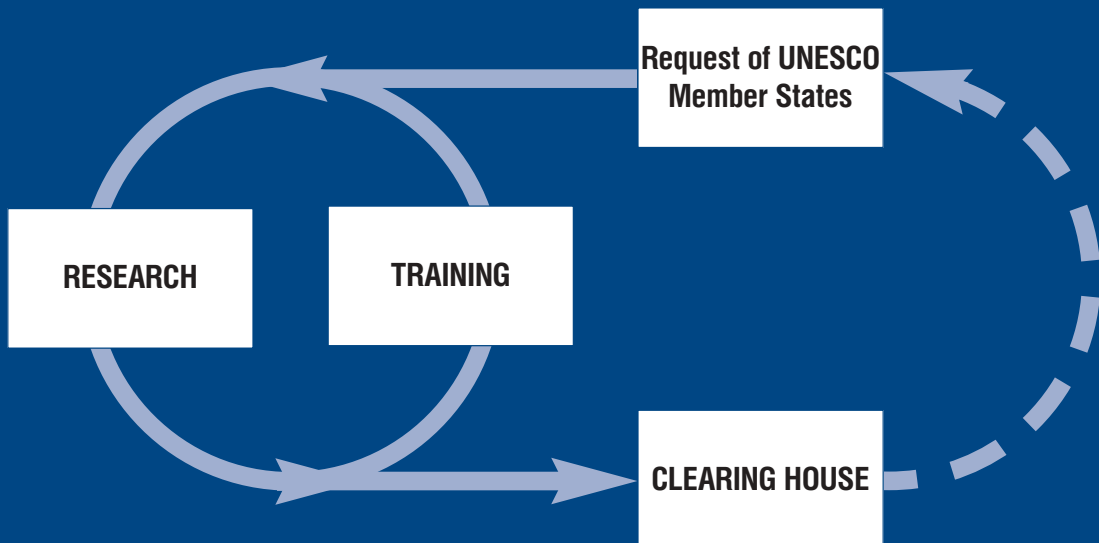 Request of UNESCO
Member States
RESEARCH
TRAINING
CLEARING HOUSE